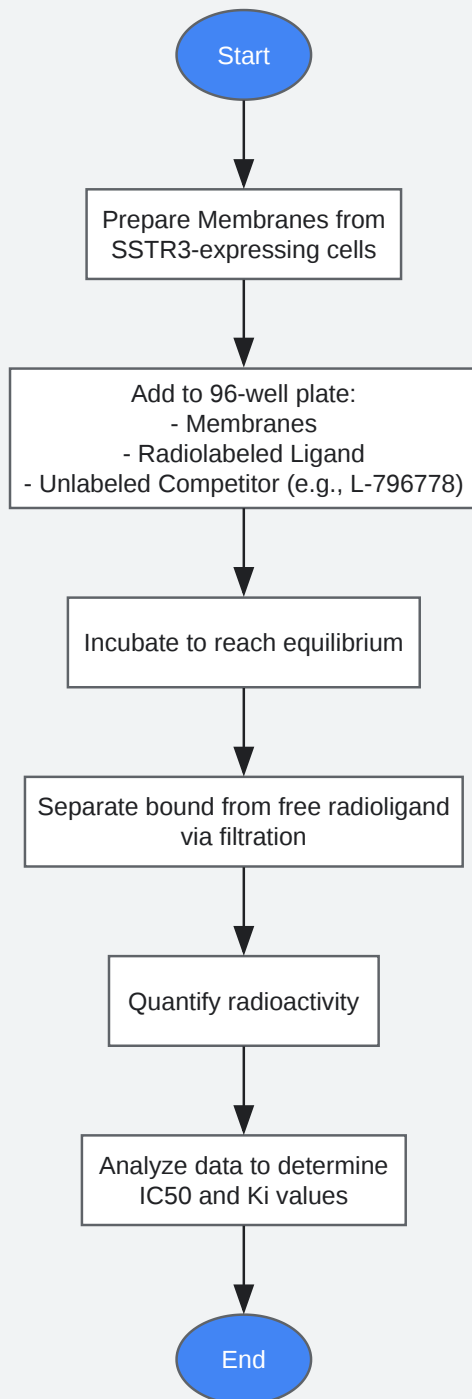 Start
Prepare Membranes from
SSTR3-expressing cells
Add to 96-well plate:
- Membranes
- Radiolabeled Ligand
- Unlabeled Competitor (e.g., L-796778)
Incubate to reach equilibrium
Separate bound from free radioligand
via filtration
Quantify radioactivity
Analyze data to determine
IC50 and Ki values
End